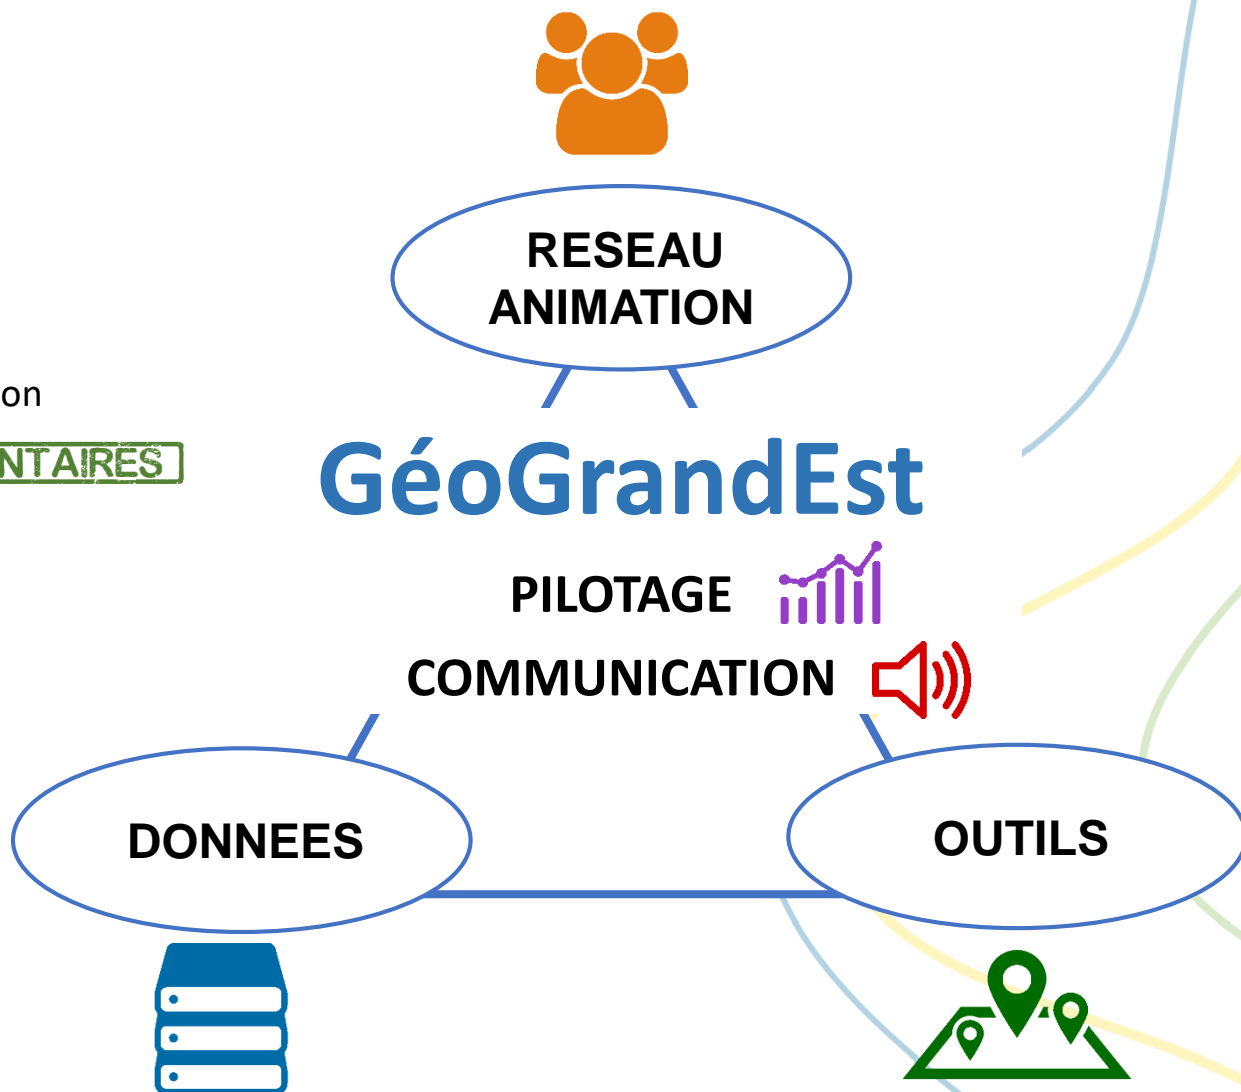 RESEAU
ANIMATION
on
NTAIRES
GéoGrandEst
PILOTAGE
COMMUNICATION
DONNEES
OUTILS